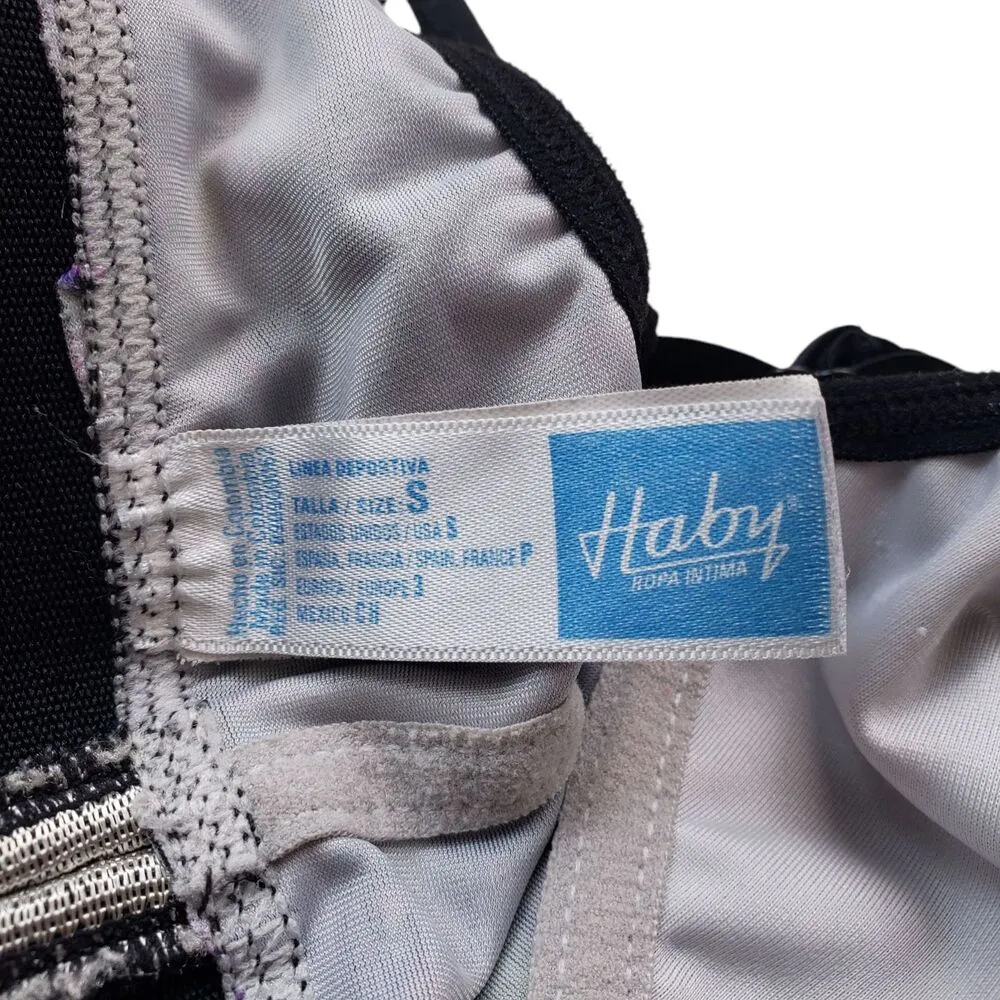 LINEA DEPORTIVA
TALLA / SIZE: S
ESTADOS UNIDOS / USA S
ESPAÑA, FRANCIA / SPAIN, FRANCE P
EUROPA - EUROPE 3
MEXICO CH
Hecho en Colombia
Haby®
ROPA INTIMA